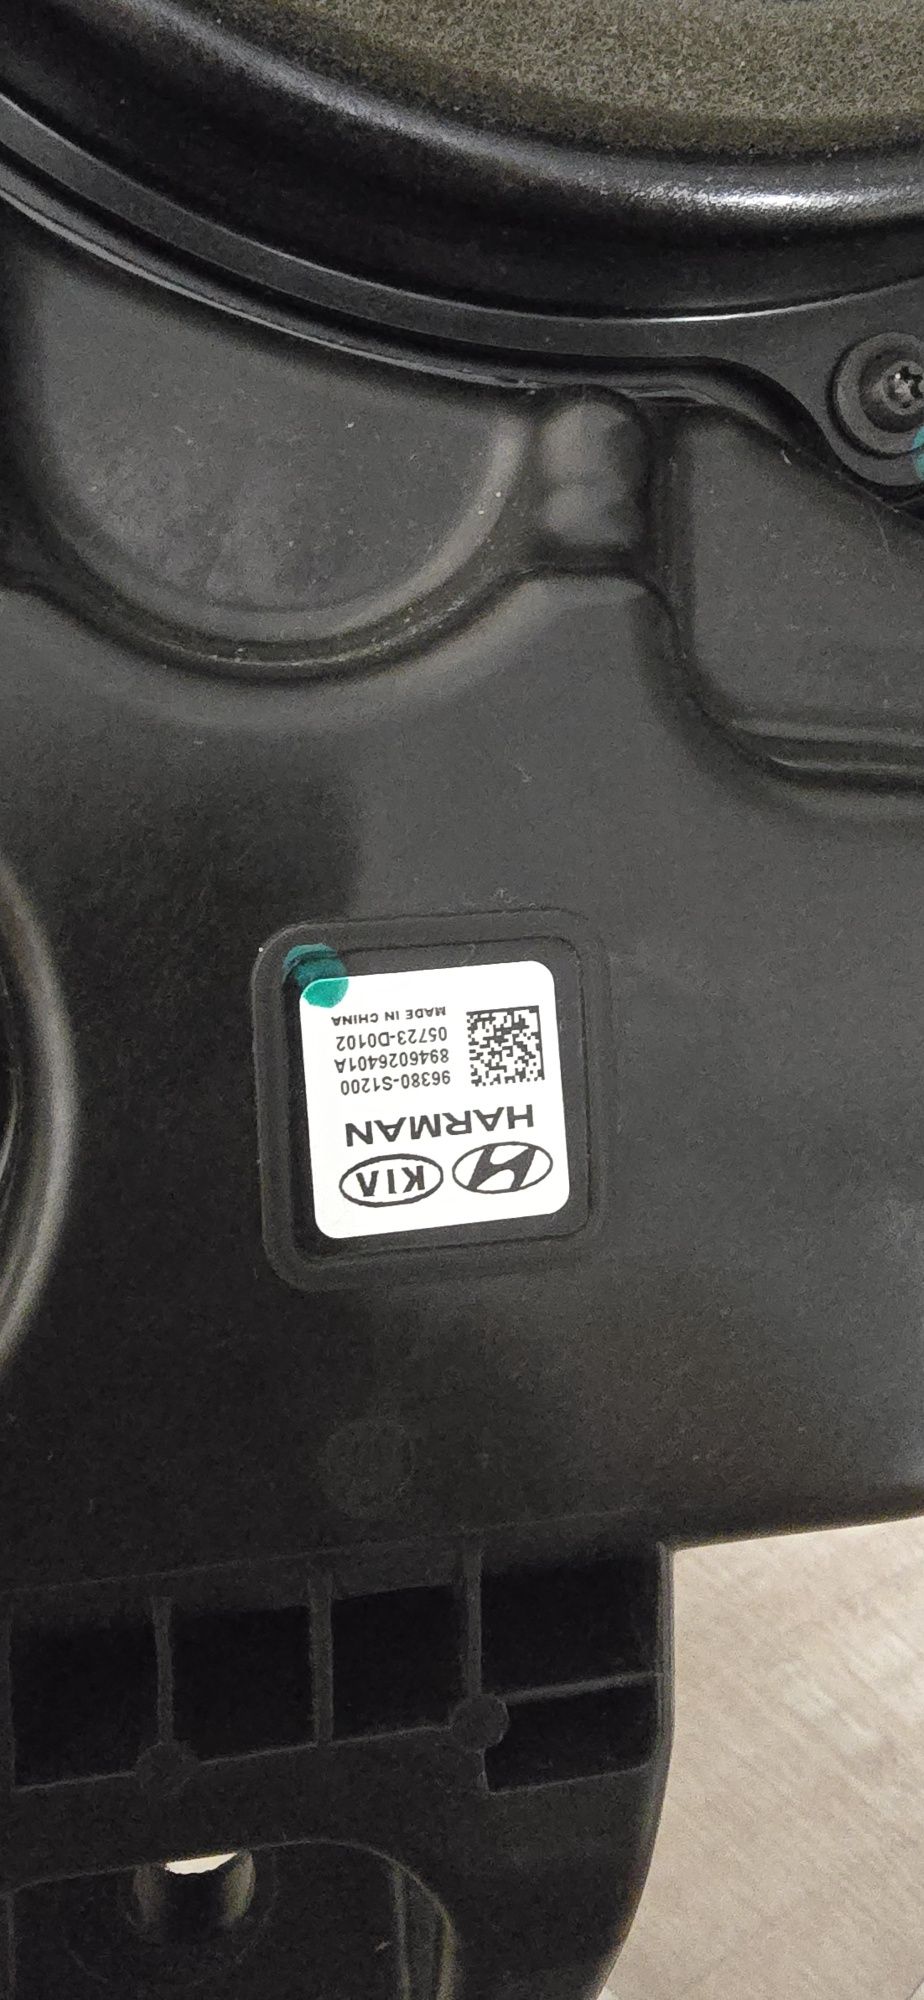 KIA
HARMAN
96380-S1200
8946026401A
05723-D0102
MADE IN CHINA